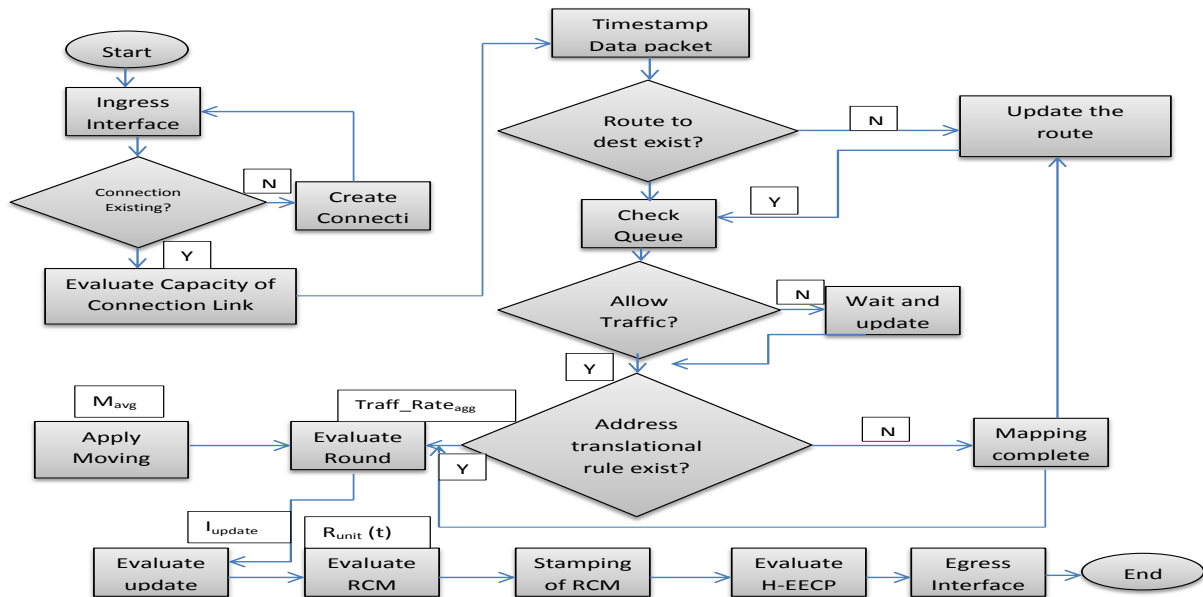 Start
Ingress
Interface
Connection
Existing?
N
Create
Connecti
Y
Evaluate Capacity of
Connection Link
Timestamp
Data packet
Route to
dest exist?
N
Update the
route
Y
Check
Queue
Allow
Traffic?
N
Wait and
update
Y
Address
translational
rule exist?
N
Mapping
complete
Y
Traff_Rateagg
Mavg
Apply
Moving
Evaluate
Round
Iupdate
Runit (t)
Evaluate
update
Evaluate
RCM
Stamping
of RCM
Evaluate
H-EECP
Egress
Interface
End